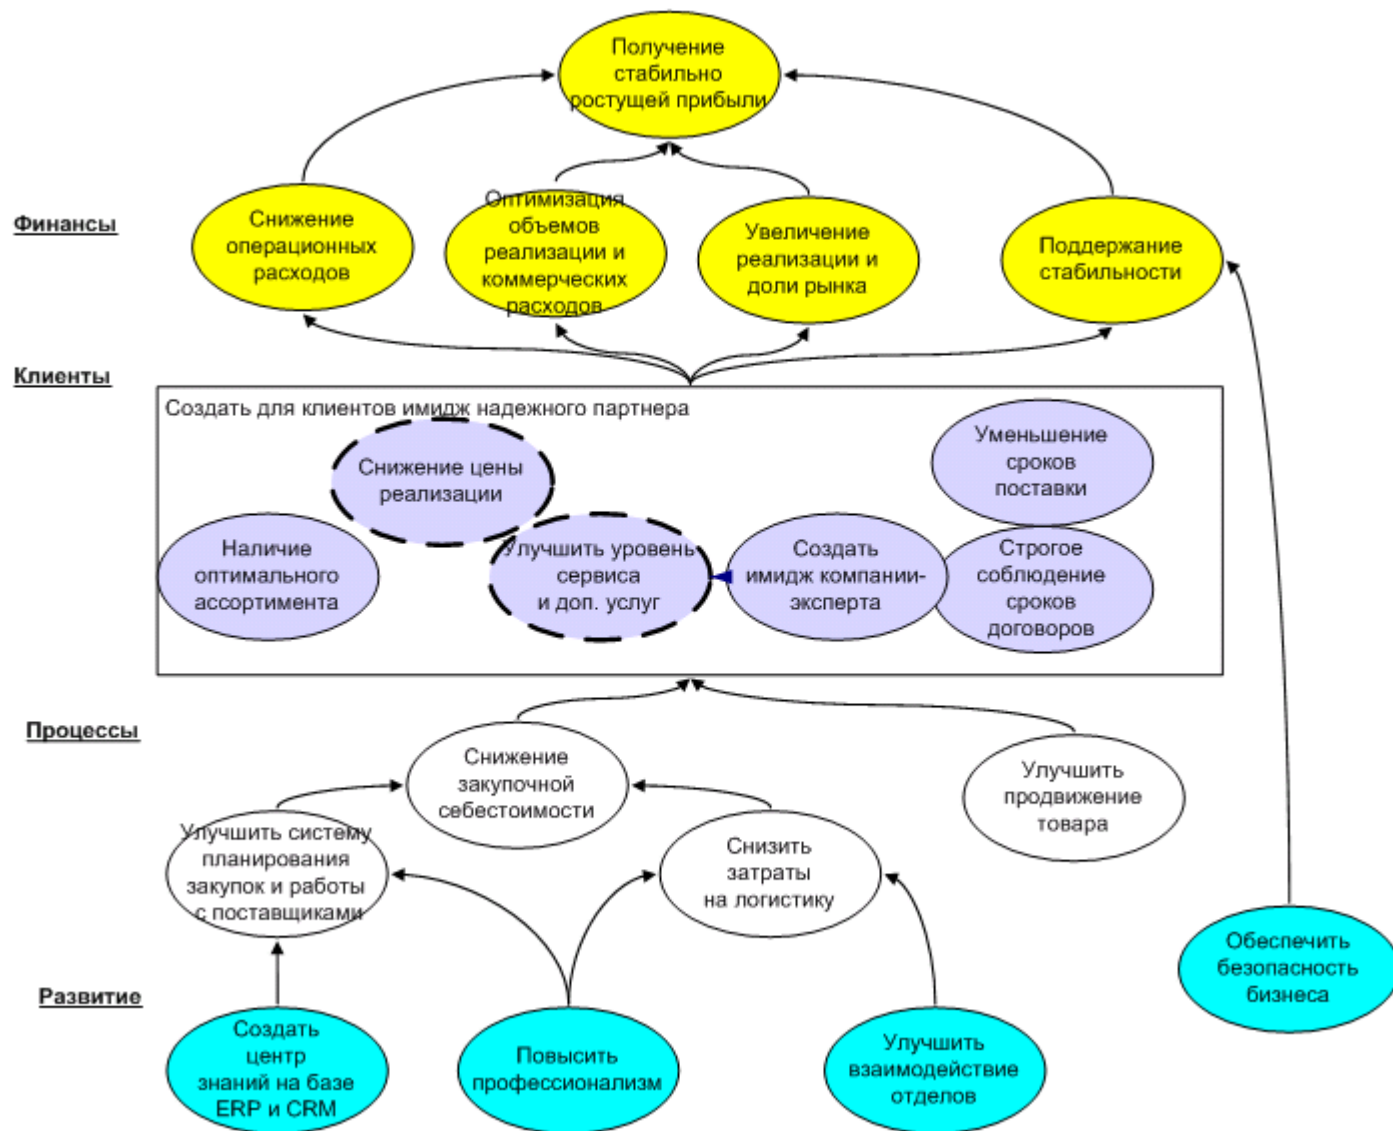 Получение
стабильно
ростущей прибыли
Финансы
Снижение
операционных
расходов
Оптимизация
объемов
реализации и
коммерческих
расходов
Увеличение
реализации и
доли рынка
Поддержание
стабильности
Клиенты
Создать для клиентов имидж надежного партнера
Снижение цены
реализации
Уменьшение
сроков
поставки
Наличие
оптимального
ассортимента
Улучшить уровень
сервиса
и доп. услуг
Создать
имидж компании-
эксперта
Строгое
соблюдение
сроков
договоров
Процессы
Снижение
закупочной
себестоимости
Улучшить
продвижение
товара
Улучшить систему
планирования
закупок и работы
с поставщиками
Снизить
затраты
на логистику
Обеспечить
безопасность
бизнеса
Развитие
Создать
центр
знаний на базе
ERP и CRM
Повысить
профессионализм
Улучшить
взаимодействие
отделов